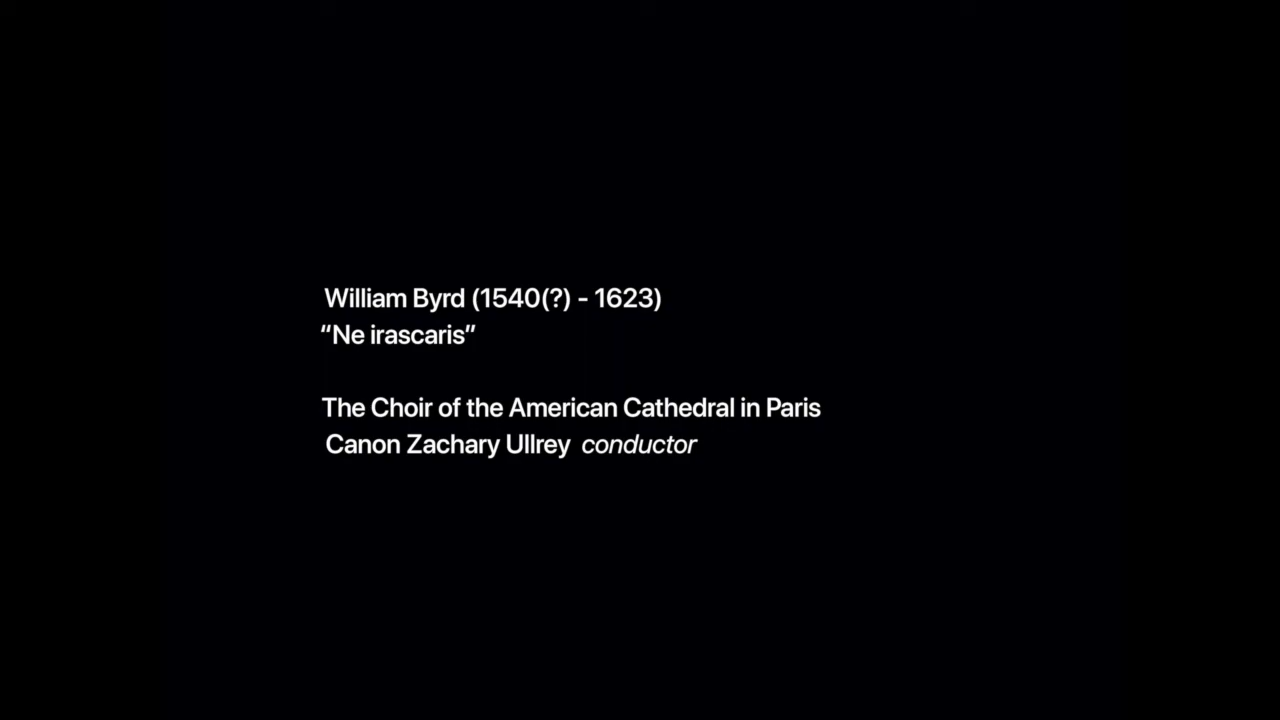 William Byrd (1540(?) - 1623)
“Ne irascaris”
The Choir of the American Cathedral in Paris
Canon Zachary Ullrey conductor